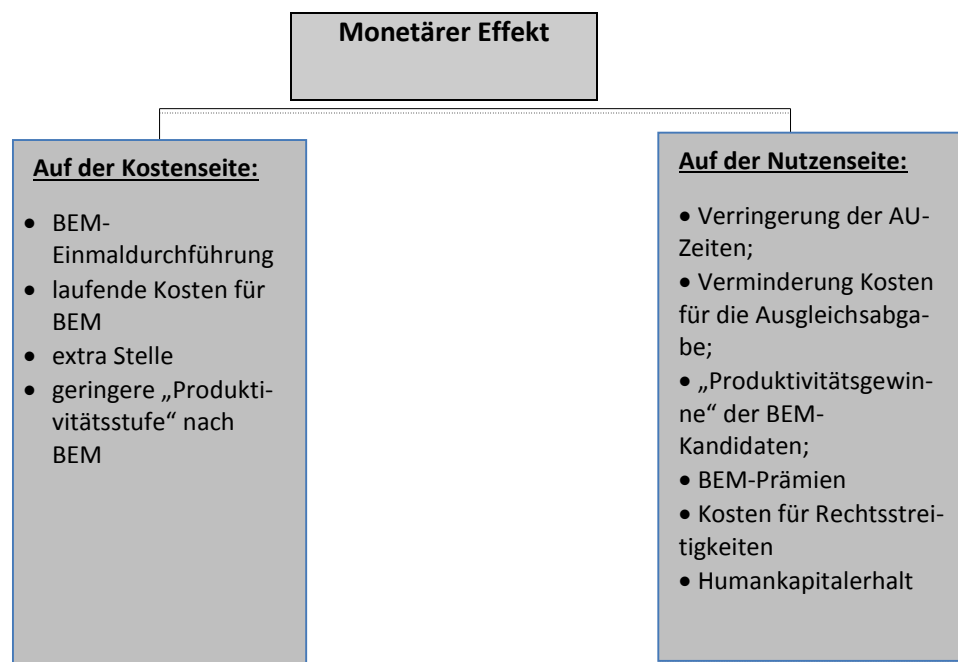 Monetärer Effekt
Auf der Kostenseite:
• BEM-
Einmaldurchführung
• laufende Kosten für
BEM
• extra Stelle
• geringere „Produkti-
vitätsstufe“ nach
BEM
Auf der Nutzenseite:
• Verringerung der AU-
Zeiten;
• Verminderung Kosten
für die Ausgleichsabga-
be;
• „Produktivitätsgewin-
ne“ der BEM-
Kandidaten;
• BEM-Prämien
• Kosten für Rechtsstrei-
tigkeiten
• Humankapitalerhalt